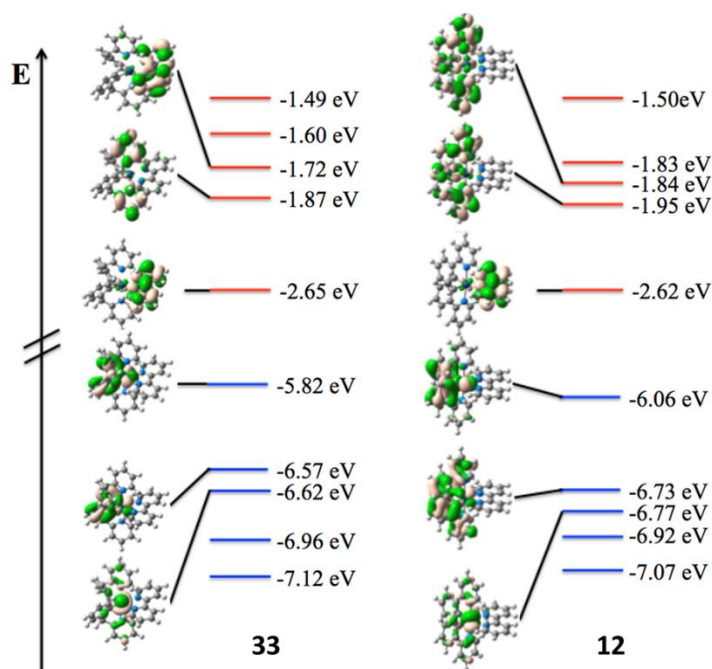 E
-1.49 eV
-1.60 eV
-1.72 eV
-1.87 eV
-2.65 eV
-5.82 eV
-6.57 eV
-6.62 eV
-6.96 eV
-7.12 eV
33
-1.50eV
-1.83 eV
-1.84 eV
-1.95 eV
-2.62 eV
-6.06 eV
-6.73 eV
-6.77 eV
-6.92 eV
-7.07 eV
12